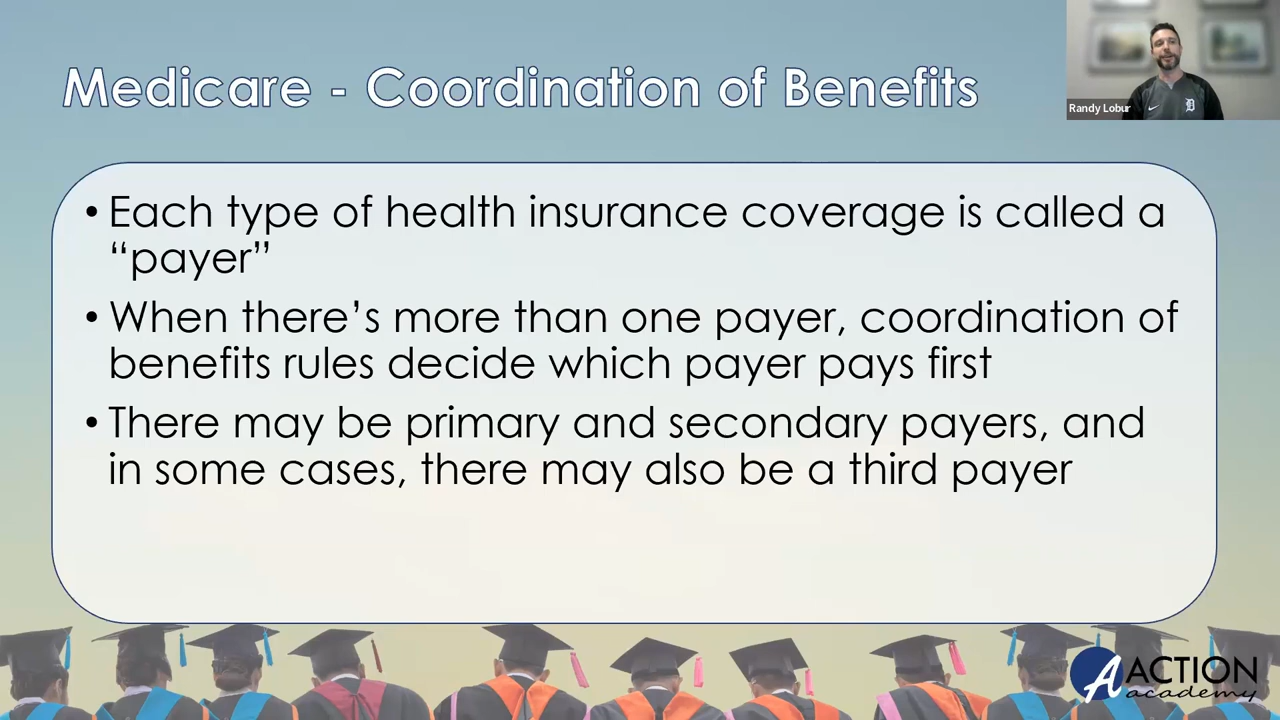 Medicare - Coordination of Benefits
Randy Lobur
D
• Each type of health insurance coverage is called a
“payer”
• When there’s more than one payer, coordination of
benefits rules decide which payer pays first
• There may be primary and secondary payers, and
in some cases, there may also be a third payer
A ACTION
academy